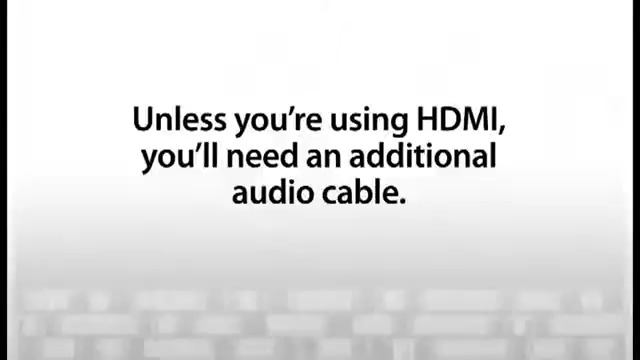 Unless you’re using HDMI,
you’ll need an additional
audio cable.